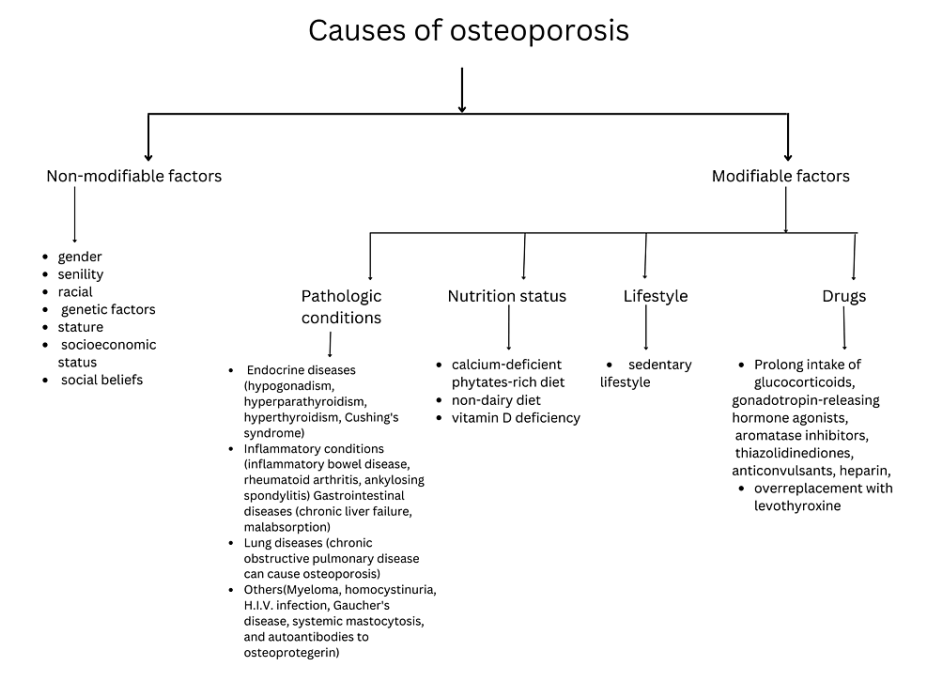 Causes of osteoporosis
Non-modifiable factors
Modifiable factors
• gender
• senility
• racial
• genetic factors
• stature
• socioeconomic
status
• social beliefs
Pathologic
conditions
• Endocrine diseases
(hypogonadism,
hyperparathyroidism,
hyperthyroidism, Cushing's
syndrome)
• Inflammatory conditions
(inflammatory bowel disease,
rheumatoid arthritis, ankylosing
spondylitis) Gastrointestinal
diseases (chronic liver failure,
malabsorption)
• Lung diseases (chronic
obstructive pulmonary disease
can cause osteoporosis)
• Others(Myeloma, homocystinuria,
H.I.V. infection, Gaucher's
disease, systemic mastocytosis,
and autoantibodies to
osteoprotegerin)
Nutrition status
• calcium-deficient
phytates-rich diet
• non-dairy diet
• vitamin D deficiency
Lifestyle
• sedentary
lifestyle
Drugs
• Prolong intake of
glucocorticoids,
gonadotropin-releasing
hormone agonists,
aromatase inhibitors,
thiazolidinediones,
anticonvulsants, heparin,
• overreplacement with
levothyroxine